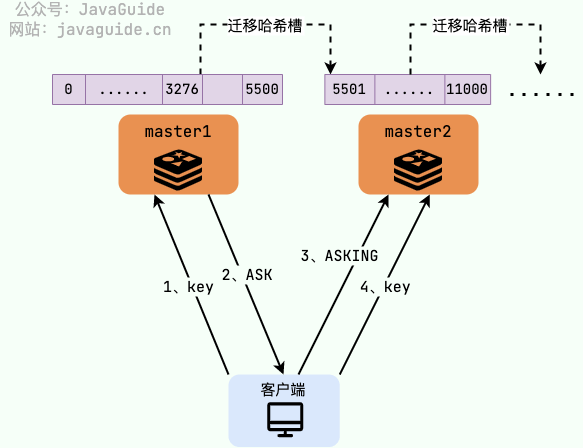 公众号：JavaGuide
网站：javaguide.cn
迁移哈希槽
迁移哈希槽
0 ...... 3276 5500
5501 ...... 11000 ......
master1
master2
1、key
2、ASK
3、ASKING
4、key
客户端